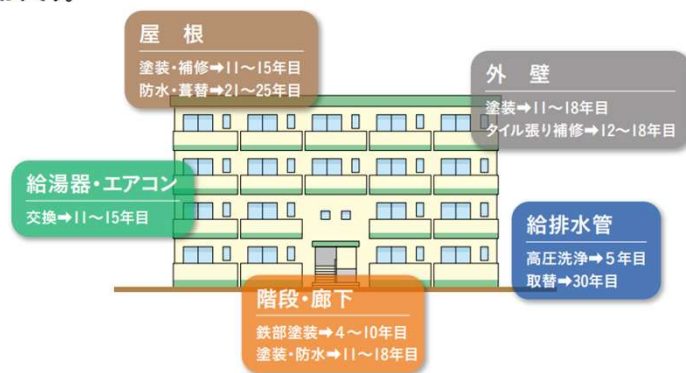 屋　根
塗装・補修➡11～15年目
防水・葺替➡21～25年目
外　壁
塗装➡11～18年目
タイル張り補修➡12～18年目
給湯器・エアコン
交換➡11～15年目
給排水管
高圧洗浄➡5年目
取替➡30年目
階段・廊下
鉄部塗装➡4～10年目
塗装・防水➡11～18年目